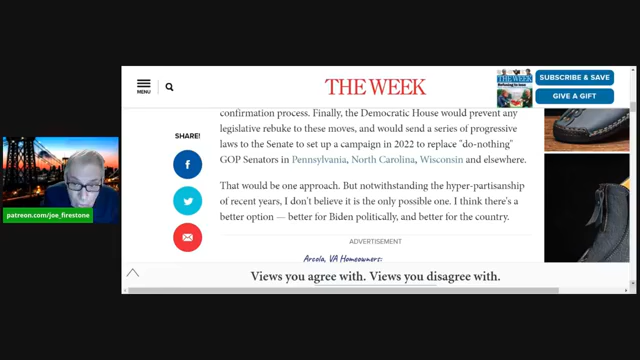 MENU
THE WEEK
THE WEEK
SUBSCRIBE & SAVE
GIVE A GIFT
SHARE!
confirmation process. Finally, the Democratic House would prevent any
legislative rebuke to these moves, and would send a series of progressive
laws to the Senate to set up a campaign in 2022 to replace "do-nothing"
GOP Senators in Pennsylvania, North Carolina, Wisconsin and elsewhere.
That would be one approach. But notwithstanding the hyper-partisanship
of recent years, I don't believe it is the only possible one. I think there's a
better option — better for Biden politically, and better for the country.
ADVERTISEMENT
Arcola, VA Homeowners:
Views you agree with. Views you disagree with.
patreon.com/joe_firestone